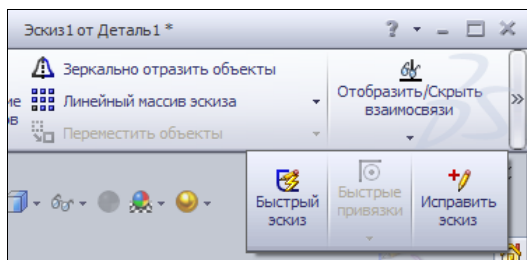 Эскиз1 от Деталь1 *
?
Зеркально отразить объекты
Линейный массив эскиза
Переместить объекты
Отобразить/Скрыть
взаимосвязи
»
Быстрый
эскиз
Быстрые
привязки
Исправить
эскиз